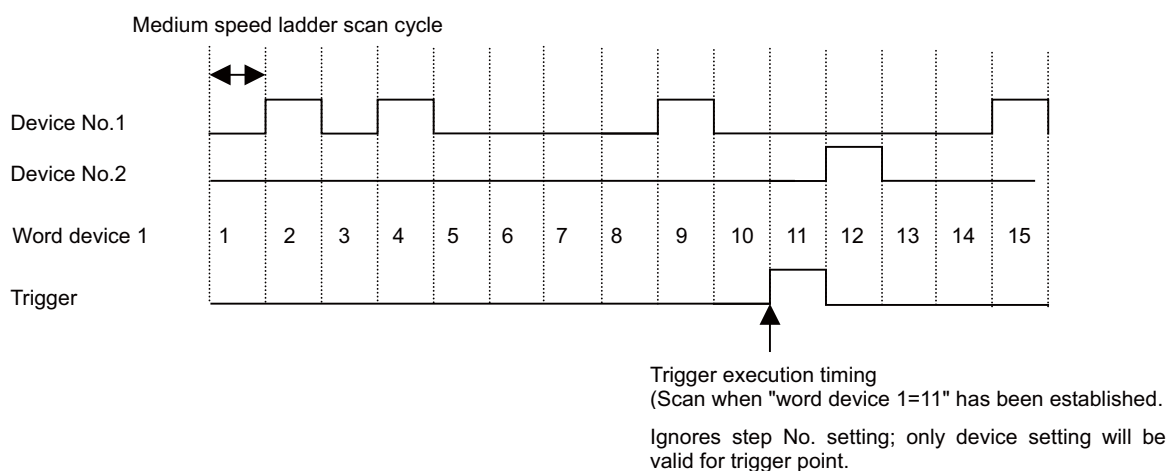 Medium speed ladder scan cycle
Device No.1
Device No.2
Word device 1 1 2 3 4 5 6 7 8 9 10 11 12 13 14 15
Trigger
Trigger execution timing
(Scan when "word device 1=11" has been established.
Ignores step No. setting; only device setting will be
valid for trigger point.